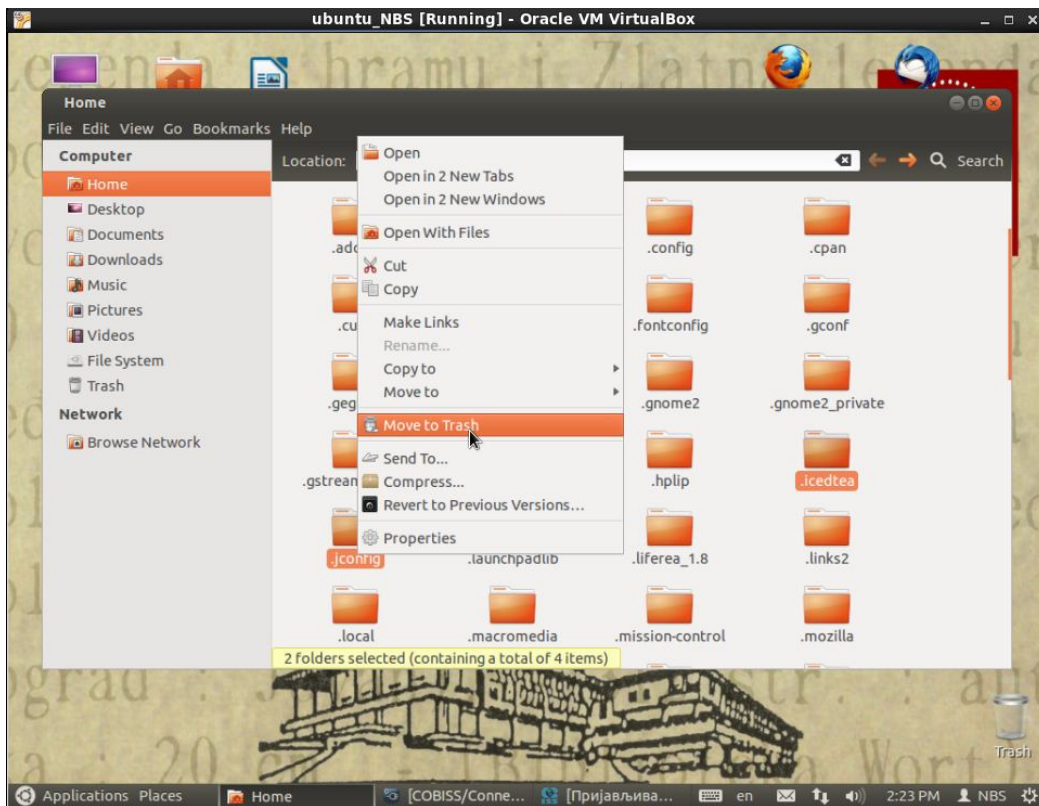 ubuntu_NBS [Running] - Oracle VM VirtualBox
Home
File Edit View Go Bookmarks Help
Computer
Location:
Search
Home
Desktop
Documents
Downloads
Music
Pictures
Videos
File System
Trash
Network
Browse Network
Open
Open in 2 New Tabs
Open in 2 New Windows
Open With Files
Cut
Copy
Make Links
Rename...
Copy to
Move to
Move to Trash
Send To...
Compress...
Revert to Previous Versions...
Properties
.config .cpan
.fontconfig .gconf
.gnome2 .gnome2_private
.gstrean .hplip .icedtea
.jconfig .launchpadlib .liferea_1.8 .links2
.local .macromedia .mission-control .mozilla
2 folders selected (containing a total of 4 items)
Trash
Applications Places Home [COBISS/Conne... [Пријављива... en 2:23 PM NBS